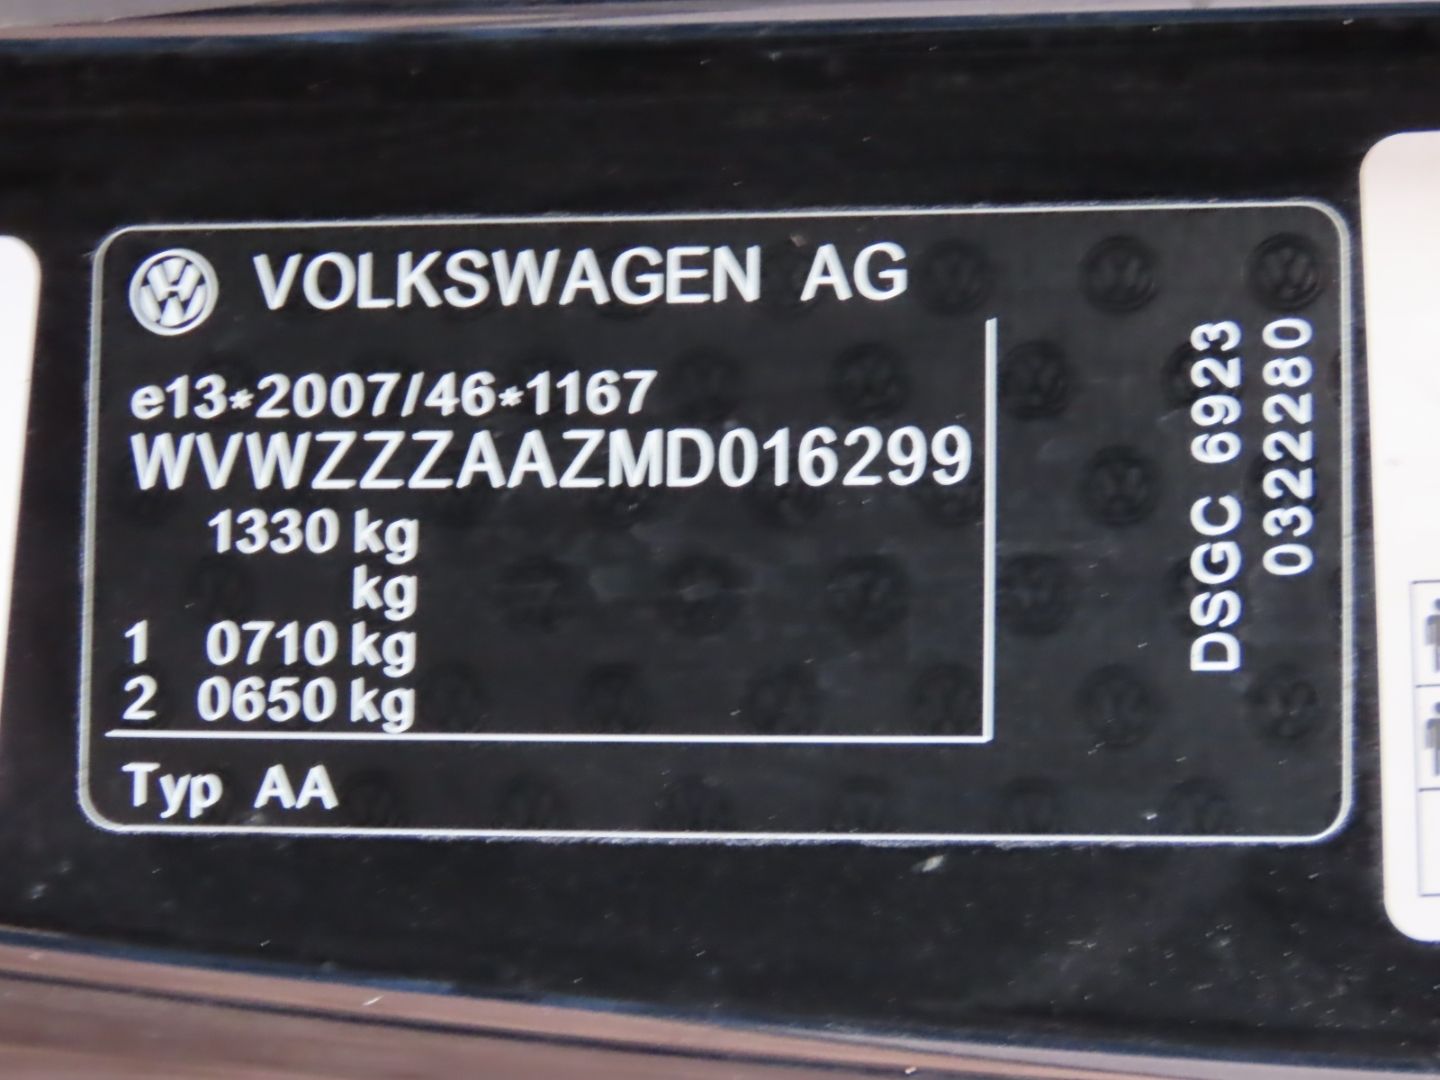 VOLKSWAGEN AG
e13*2007/46*1167
WVWZZZAAZMD016299
1330 kg
kg
1 0710 kg
2 0650 kg
Typ AA
DSGC 6923
0322280